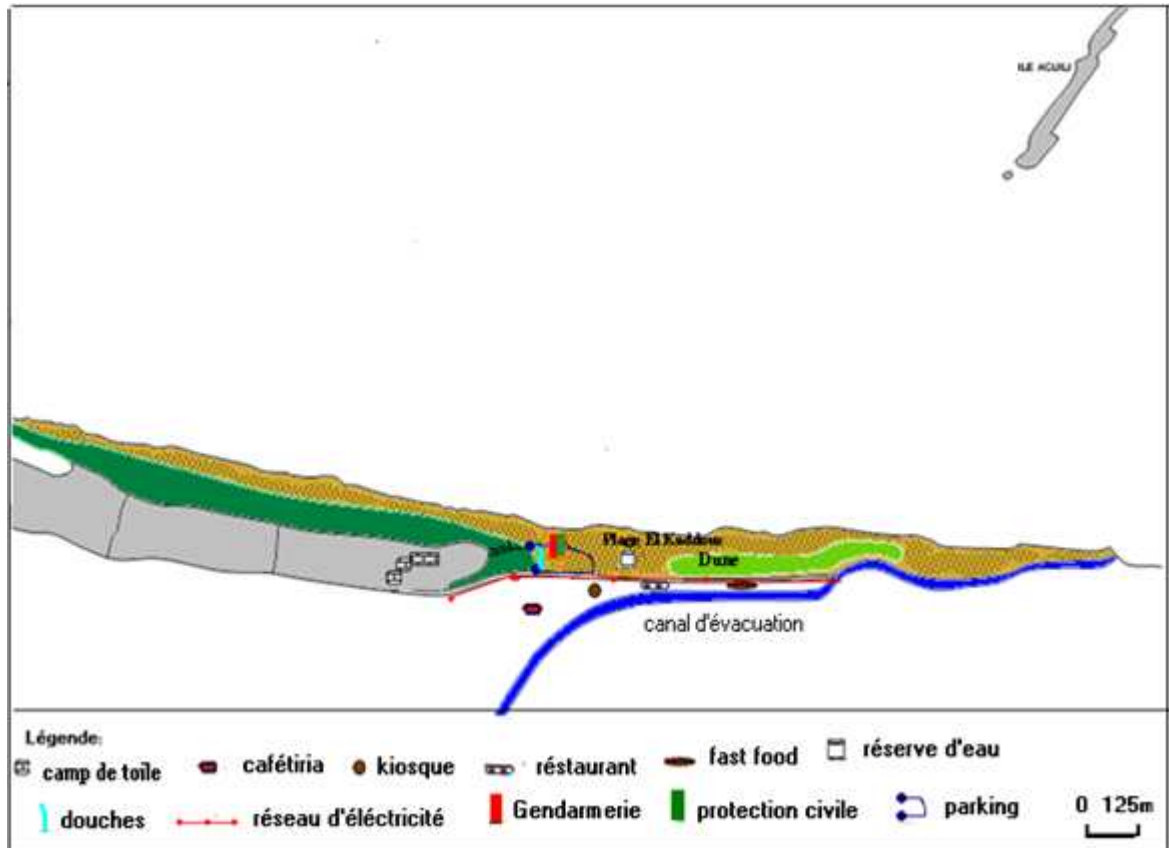 ILE AGUILI
Plage El Kaddous
Dune
canal d'évacuation
Légende:
camp de toile
cafétiria
kiosque
réstaurant
fast food
réserve d'eau
douches
réseau d'éléctricité
Gendarmerie
protection civile
parking
0 125m